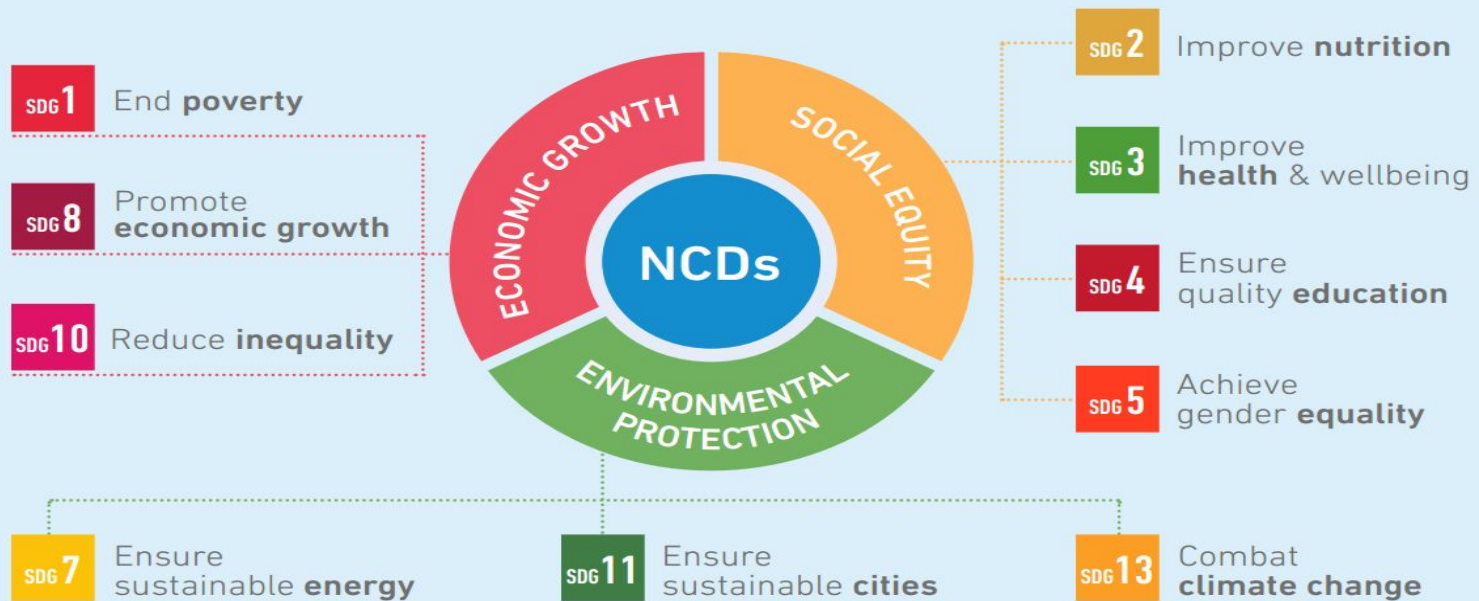 SDG 1 End poverty
SDG 8 Promote
economic growth
SDG 10 Reduce inequality
ECONOMIC GROWTH
SOCIAL EQUITY
NCDs
ENVIRONMENTAL
PROTECTION
SDG 2 Improve nutrition
SDG 3 Improve
health & wellbeing
SDG 4 Ensure
quality education
SDG 5 Achieve
gender equality
SDG 7 Ensure
sustainable energy
SDG 11 Ensure
sustainable cities
SDG 13 Combat
climate change